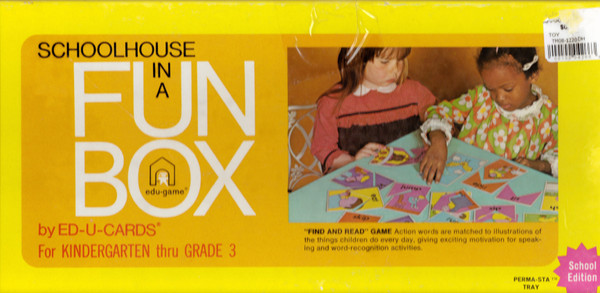 SCHOOLHOUSE
IN
A
FUN
BOX
edu-game™
by ED-U-CARDS®
For KINDERGARTEN thru GRADE 3
"FIND AND READ" GAME Action words are matched to illustrations of
the things children do every day, giving exciting motivation for speak-
ing and word-recognition activities.
School
Edition
PERMA-STA™
TRAY
TOY